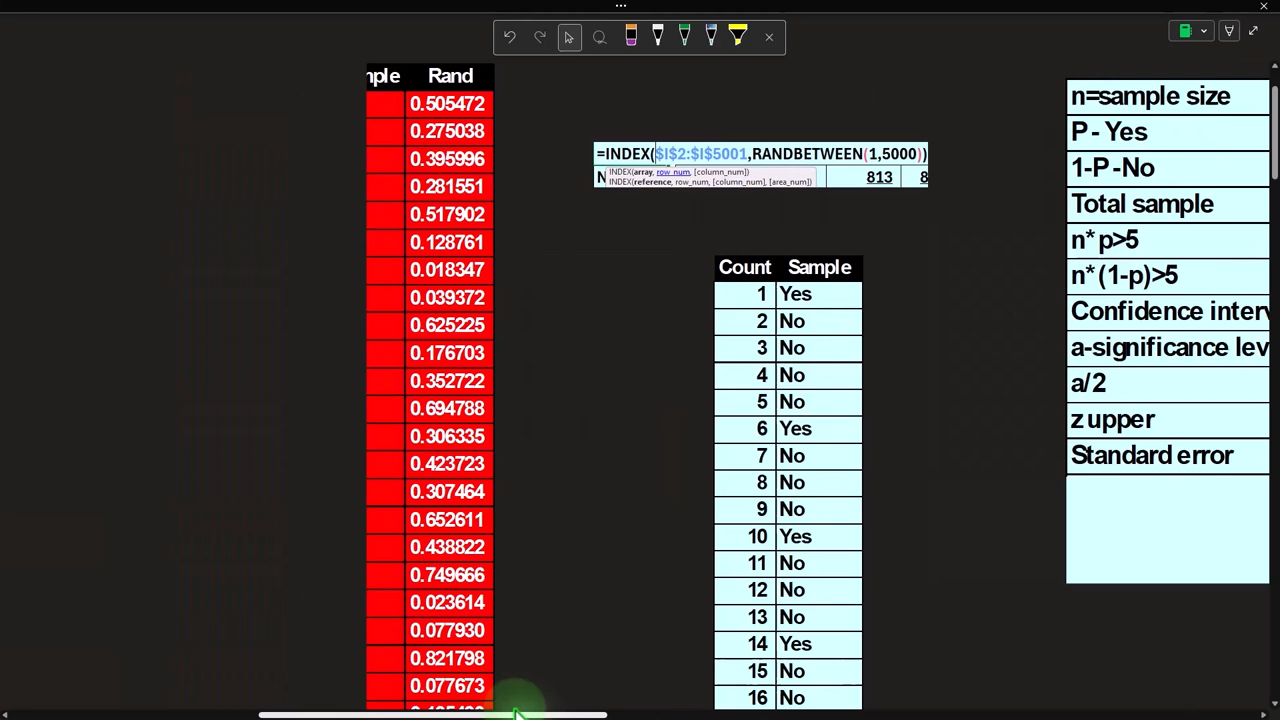 mple Rand
0.505472
0.275038
0.395996
0.281551
0.517902
0.128761
0.018347
0.039372
0.625225
0.176703
0.352722
0.694788
0.306335
0.423723
0.307464
0.652611
0.438822
0.749666
0.023614
0.077930
0.821798
0.077673
=INDEX($I$2:$I$5001,RANDBETWEEN(1,5000))
N INDEX(array, row_num, [column_num]) 813 8
INDEX(reference, row_num, [column_num], [area_num])
Count Sample
1 Yes
2 No
3 No
4 No
5 No
6 Yes
7 No
8 No
9 No
10 Yes
11 No
12 No
13 No
14 Yes
15 No
16 No
n=sample size
P - Yes
1-P -No
Total sample
n* p>5
n* (1-p)>5
Confidence interv
a-significance lev
a/2
z upper
Standard error